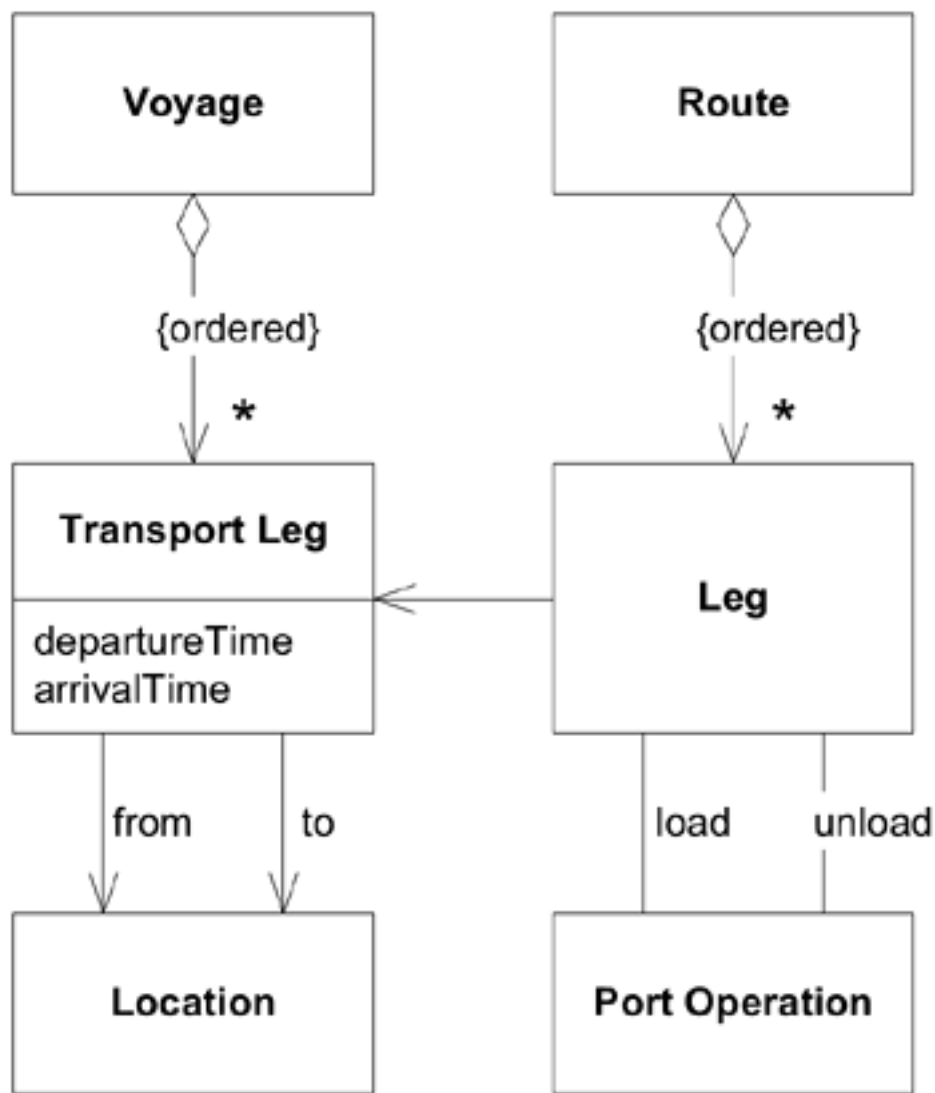 Voyage
Route
{ordered}
{ordered}
*
*
Transport Leg
Leg
departureTime
arrivalTime
from
to
load
unload
Location
Port Operation